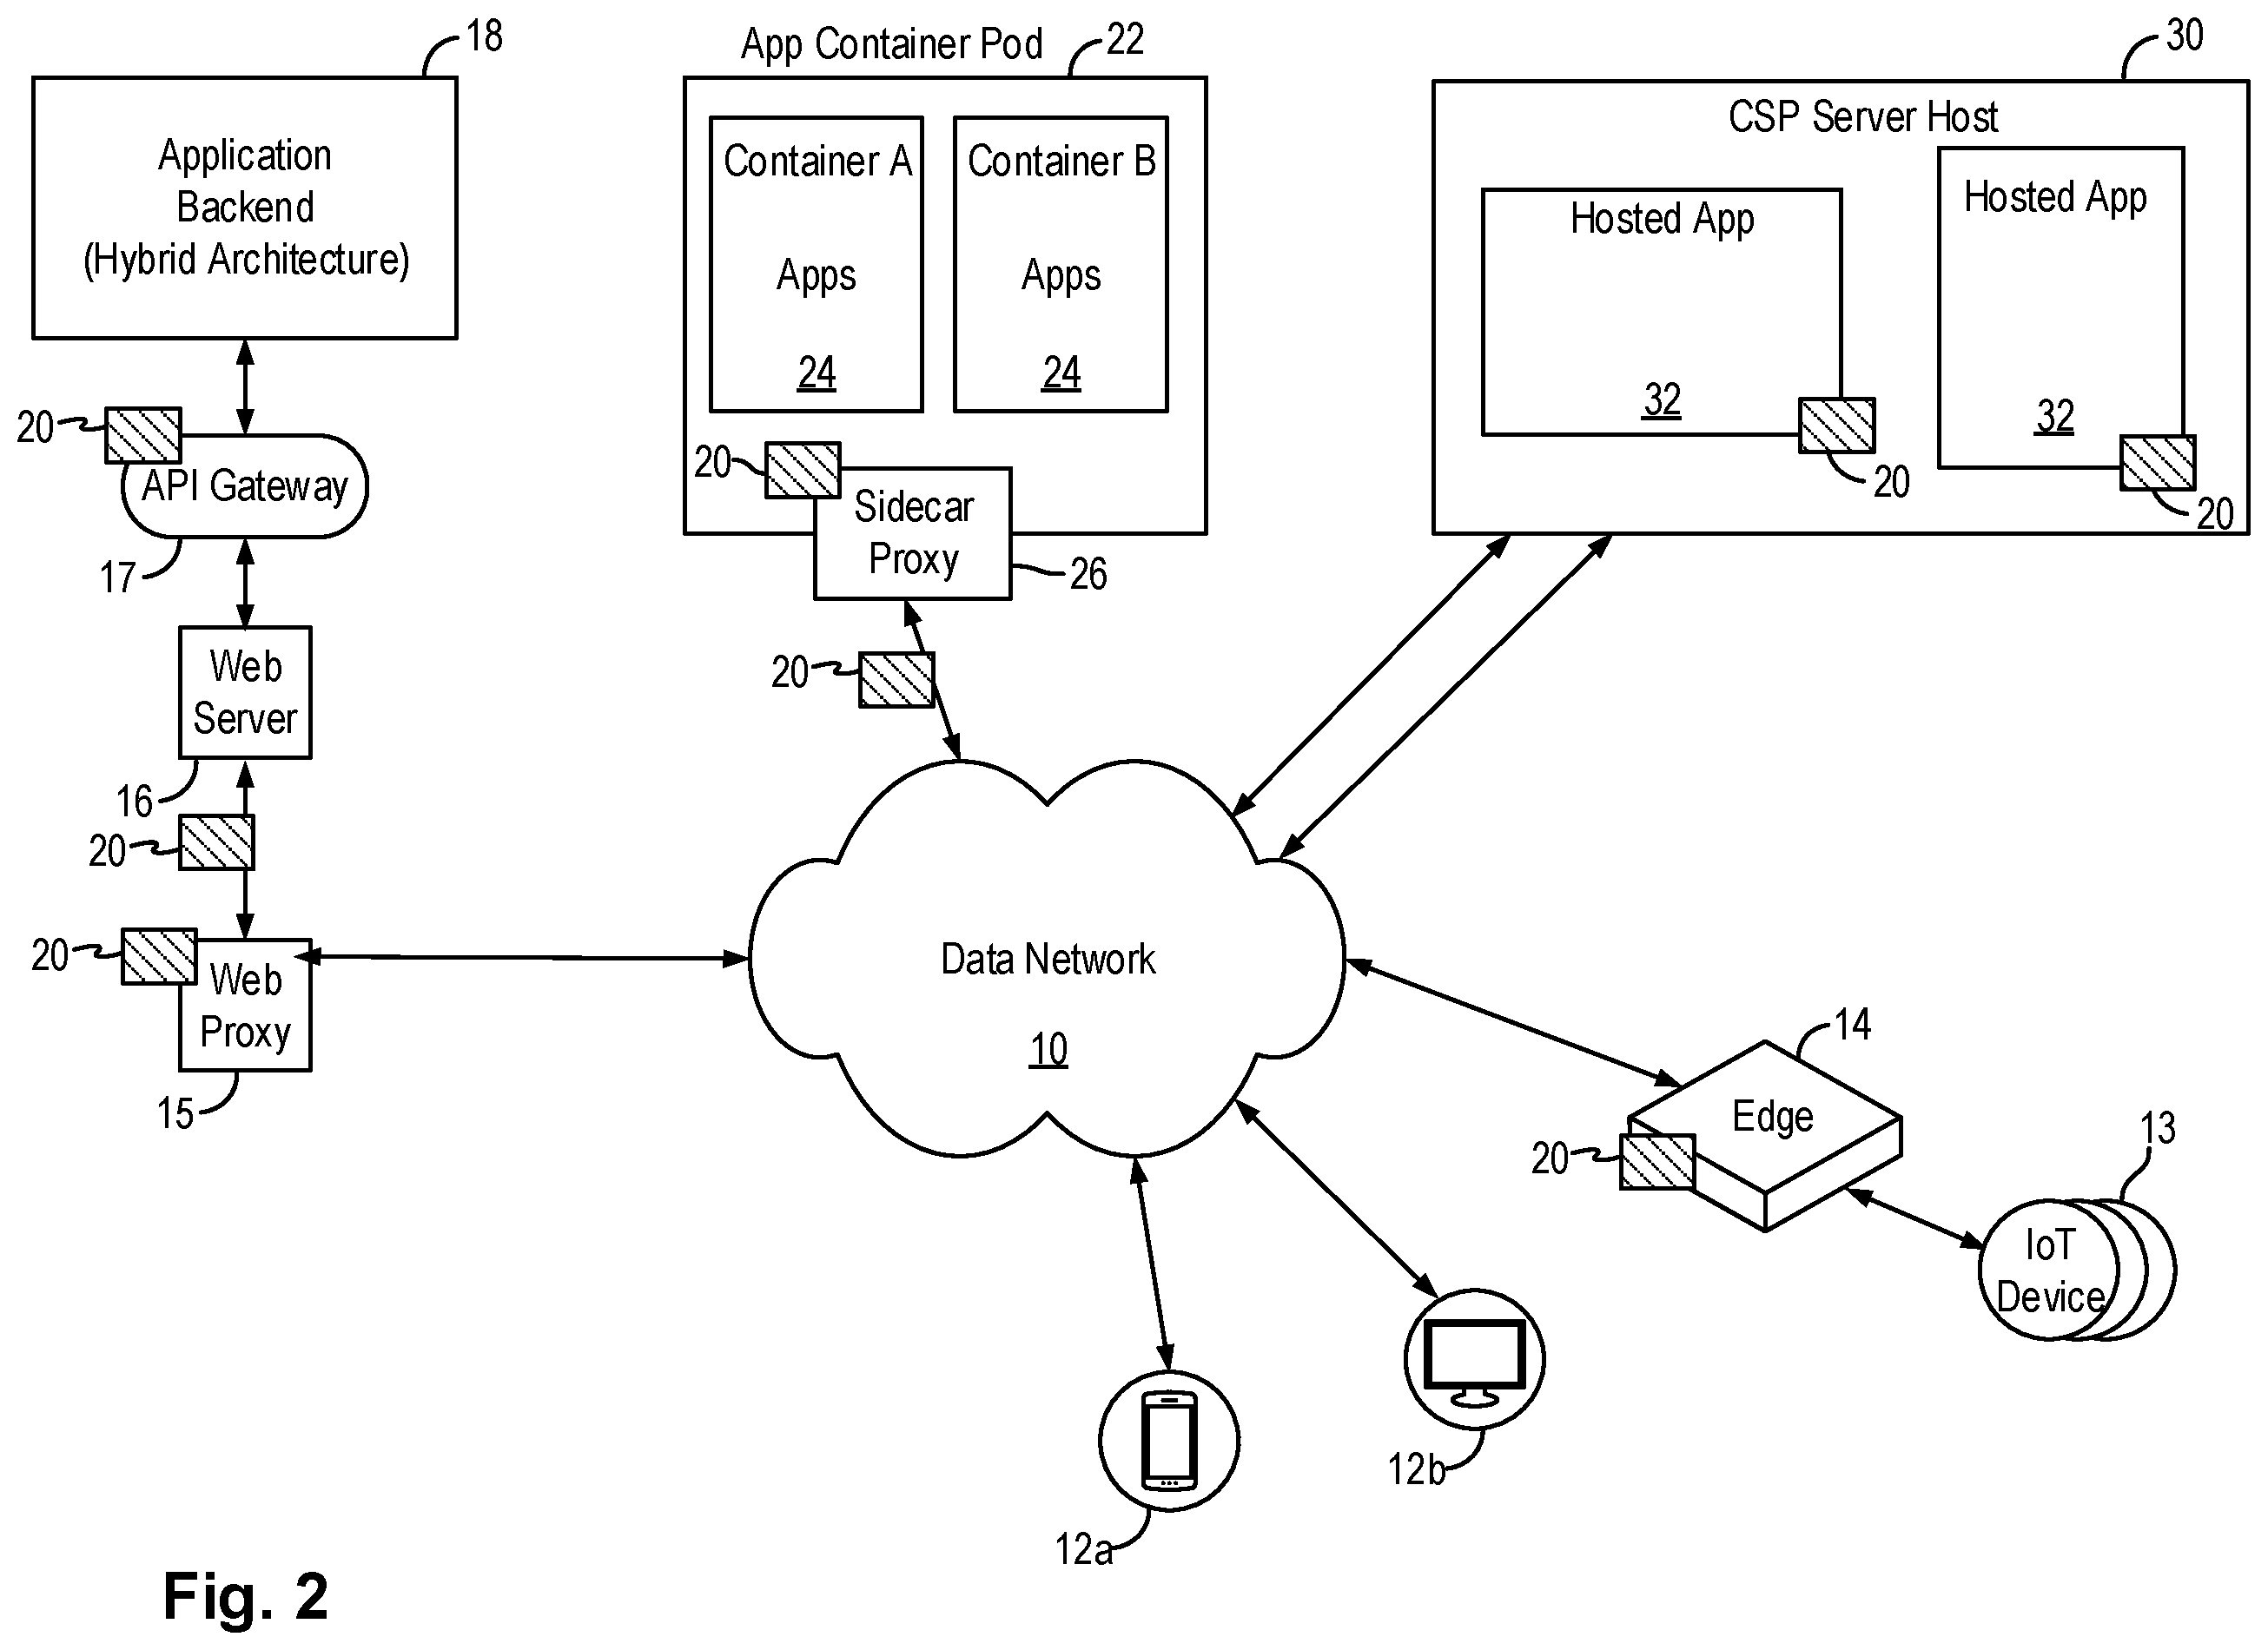 18
Application
Backend
(Hybrid Architecture)
20
API Gateway
17
Web
Server
16
20
20
Web
Proxy
15
App Container Pod
22
Container A
Apps
24
Container B
Apps
24
20
Sidecar
Proxy
26
20
30
CSP Server Host
Hosted App
32
20
Hosted App
32
20
Data Network
10
14
Edge
20
13
IoT
Device
12b
12a
Fig. 2